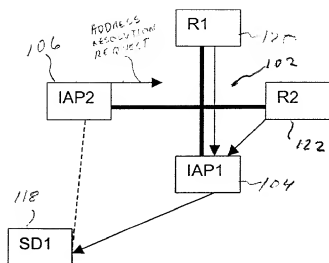 106
ADDRESS
RESOLUTION
REQUEST
R1
120
102
IAP2
R2
122
IAP1
104
118
SD1